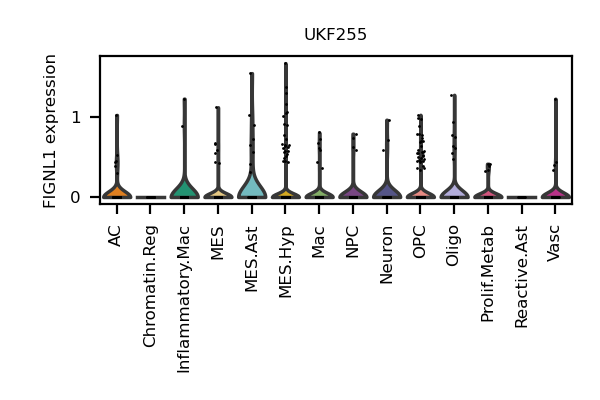 UKF255
FIGNL1 expression
1
0
AC
Chromatin.Reg
Inflammatory.Mac
MES
MES.Ast
MES.Hyp
Mac
NPC
Neuron
OPC
Oligo
Prolif.Metab
Reactive.Ast
Vasc